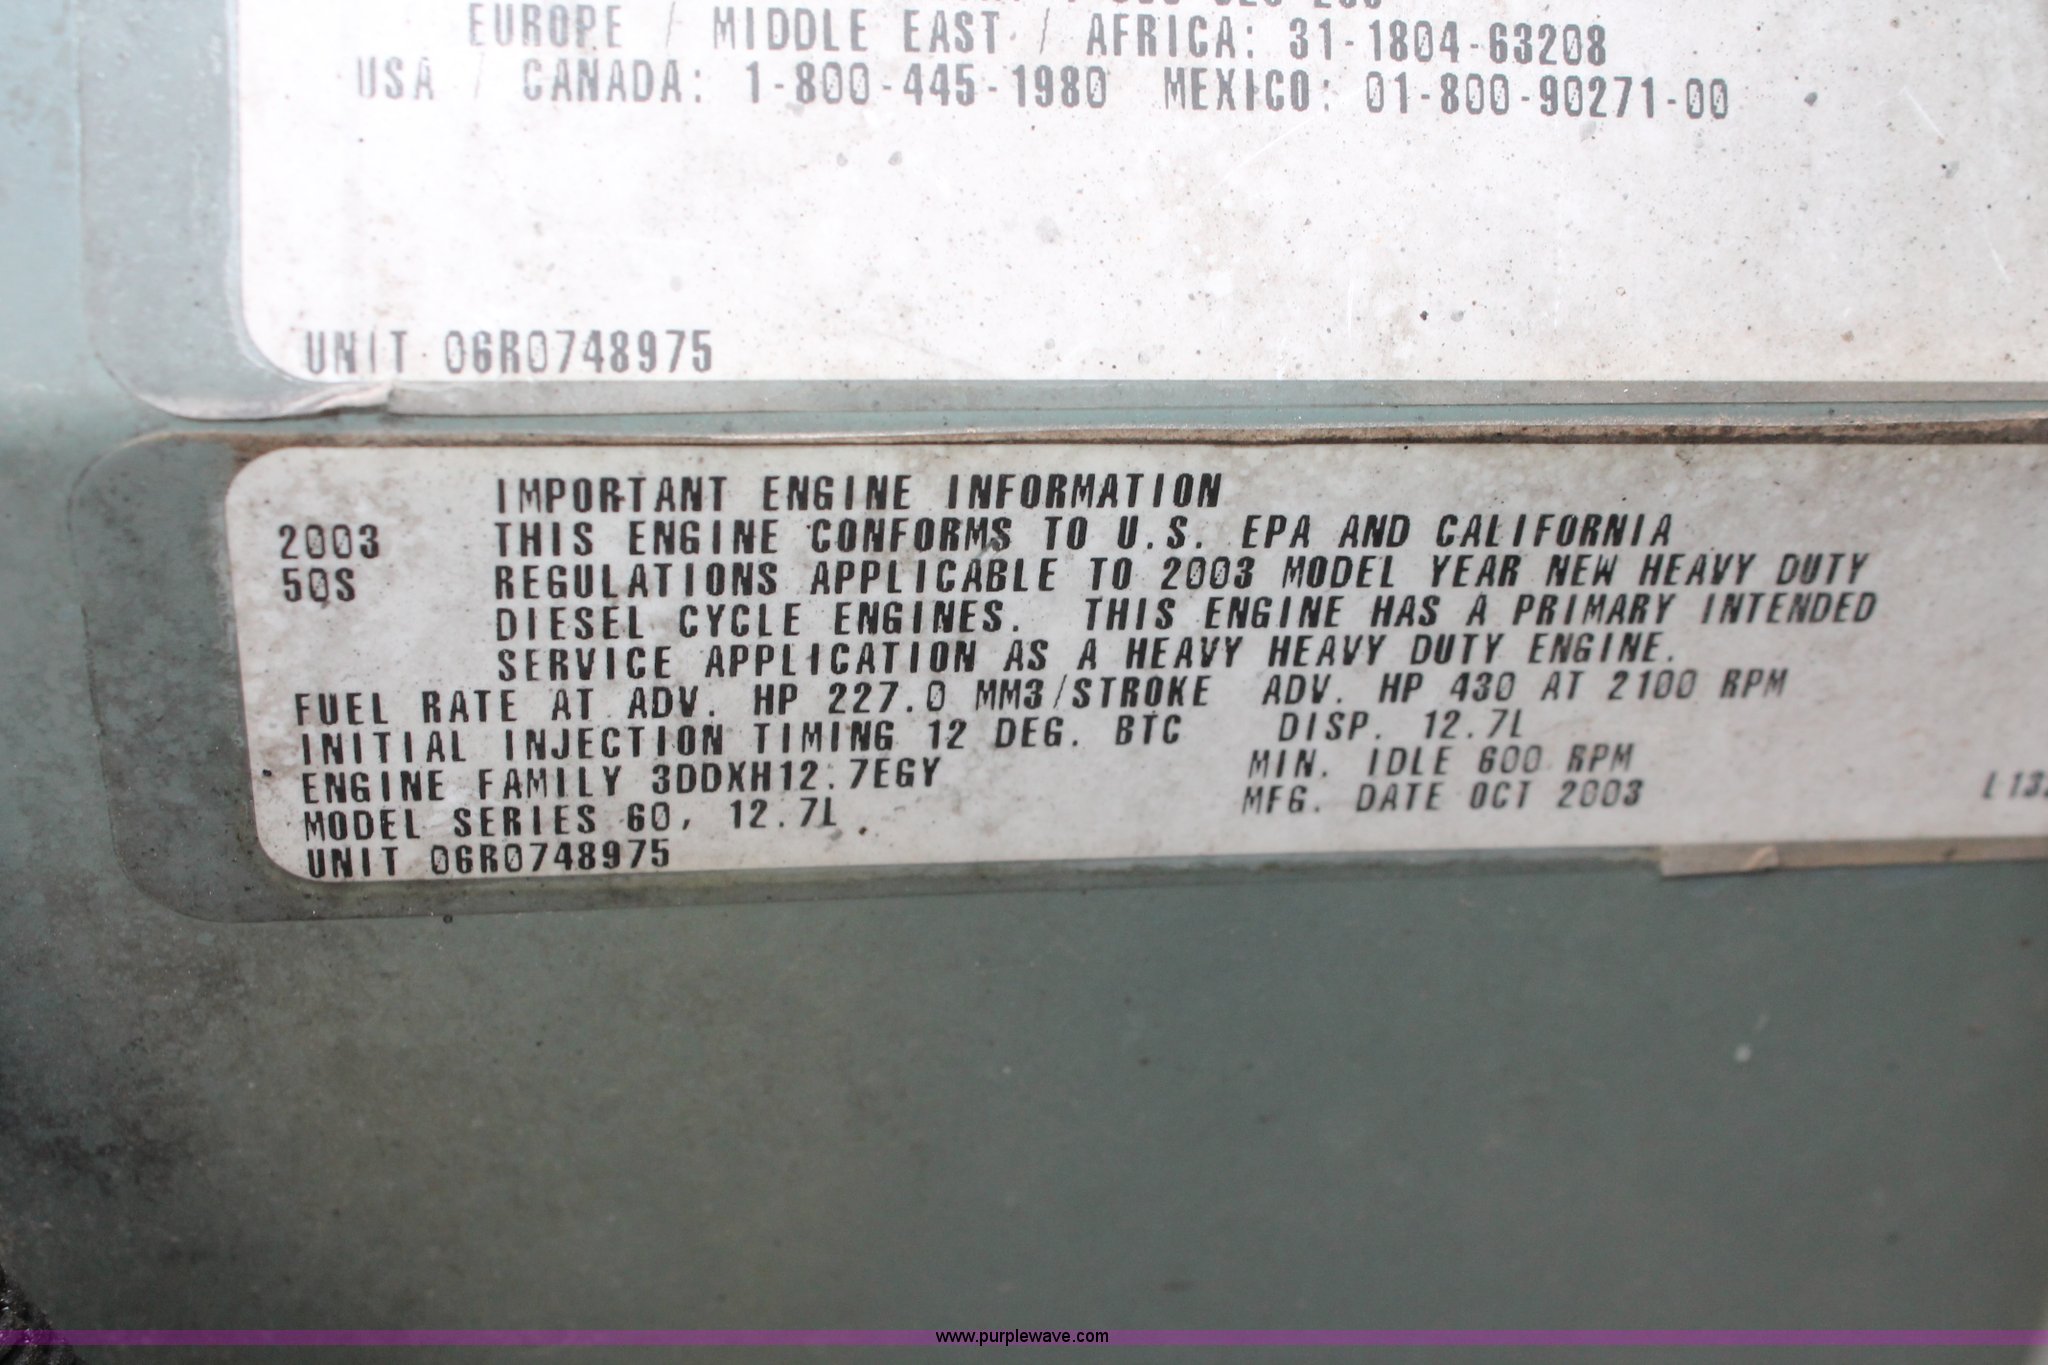 EUROPE / MIDDLE EAST / AFRICA: 31-1804-63208
USA / CANADA: 1-800-445-1980 MEXICO: 01-800-90271-00
UNIT 06R0748975
IMPORTANT ENGINE INFORMATION
2003 THIS ENGINE CONFORMS TO U.S. EPA AND CALIFORNIA
50S REGULATIONS APPLICABLE TO 2003 MODEL YEAR NEW HEAVY DUTY
DIESEL CYCLE ENGINES. THIS ENGINE HAS A PRIMARY INTENDED
SERVICE APPLICATION AS A HEAVY HEAVY DUTY ENGINE.
FUEL RATE AT ADV. HP 227.0 MM3/STROKE ADV. HP 430 AT 2100 RPM
INITIAL INJECTION TIMING 12 DEG. BTC DISP. 12.7L
ENGINE FAMILY 3DDXH12.7EGY MIN. IDLE 600 RPM
MODEL SERIES 60, 12.7L MFG. DATE OCT 2003
UNIT 06R0748975
www.purplewave.com